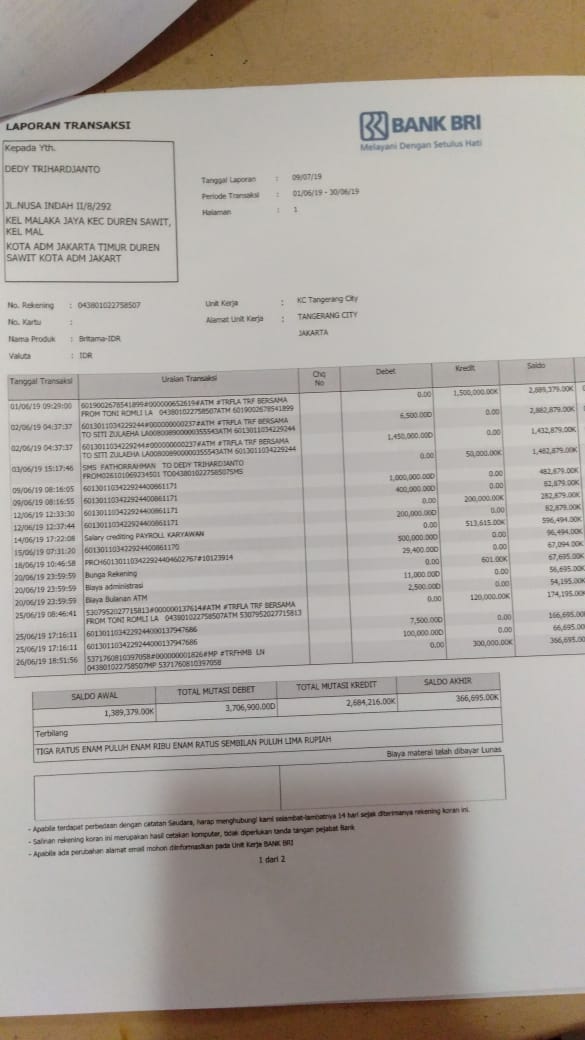 LAPORAN TRANSAKSI
BANK BRI
Melayani Dengan Setulus Hati
Kepada Yth.
DEDY TRIHARDJANTO
JL.NUSA INDAH II/8/292
KEL MALAKA JAYA KEC DUREN SAWIT,
KEL MAL
KOTA ADM JAKARTA TIMUR DUREN
SAWIT KOTA ADM JAKART
Tanggal Laporan : 09/07/19
Periode Transaksi : 01/06/19 - 30/06/19
Halaman : 1
No. Rekening : 043801022758507
No. Kartu :
Nama Produk : Britama-IDR
Valuta : IDR
Unit Kerja : KC Tangerang City
Alamat Unit Kerja : TANGERANG CITY
JAKARTA
Tanggal Transaksi Uraian Transaksi Chq No Debet Kredit Saldo
01/06/19 09:29:00 6019002678541899#000000652619#ATM #TRFLA TRF BERSAMA 0.00 1,500,000.00K 2,889,379.00K
FROM TONI ROMLI LA 043801022758507ATM 6019002678541899
02/06/19 04:37:37 6013011034229244#000000000237#ATM #TRFLA TRF BERSAMA 6,500.00D 0.00 2,882,879.00K
TO SITI ZULAEHA LA0080089000000355543ATM 6013011034229244
02/06/19 04:37:37 6013011034229244#000000000237#ATM #TRFLA TRF BERSAMA 1,450,000.00D 0.00 1,432,879.00K
TO SITI ZULAEHA LA0080089000000355543ATM 6013011034229244
03/06/19 15:17:46 SMS FATHORRAHMAN TO DEDY TRIHARDJANTO 0.00 50,000.00K 1,482,879.00K
FROM026101069234501 TO043801022758507SMS
09/06/19 08:16:05 601301103422924400861171 1,000,000.00D 0.00 482,879.00K
09/06/19 08:16:55 601301103422924400861171 400,000.00D 0.00 82,879.00K
12/06/19 12:33:30 601301103422924400861171 0.00 200,000.00K 282,879.00K
12/06/19 12:37:44 601301103422924400861171 200,000.00D 0.00 82,879.00K
14/06/19 17:22:08 Salary crediting PAYROLL KARYAWAN 0.00 513,615.00K 596,494.00K
15/06/19 07:31:20 601301103422924400861170 500,000.00D 0.00 96,494.00K
18/06/19 10:46:58 PRCH6013011034229244046027​67#10123914 29,400.00D 0.00 67,094.00K
20/06/19 23:59:59 Bunga Rekening 0.00 601.00K 67,695.00K
20/06/19 23:59:59 Biaya administrasi 11,000.00D 0.00 56,695.00K
20/06/19 23:59:59 Biaya Bulanan ATM 2,500.00D 0.00 54,195.00K
25/06/19 08:46:41 5307952027715813#000000137614#ATM #TRFLA TRF BERSAMA 0.00 120,000.00K 174,195.00K
FROM TONI ROMLI LA 043801022758507ATM 5307952027715813
25/06/19 17:16:11 6013011034229244000137947686 7,500.00D 0.00 166,695.00K
25/06/19 17:16:11 6013011034229244000137947686 100,000.00D 0.00 66,695.00K
26/06/19 18:51:56 5371760810397058#000000001826#MP #TRFHMB LN 0.00 300,000.00K 366,695.00K
043801022758507MP 5371760810397058
SALDO AWAL TOTAL MUTASI DEBET TOTAL MUTASI KREDIT SALDO AKHIR
1,389,379.00K 3,706,900.00D 2,684,216.00K 366,695.00K
Terbilang
TIGA RATUS ENAM PULUH ENAM RIBU ENAM RATUS SEMBILAN PULUH LIMA RUPIAH
Biaya materai telah dibayar Lunas
- Apabila terdapat perbedaan dengan catatan Saudara, harap menghubungi kami selambat-lambatnya 14 hari sejak diterimanya rekening koran ini.
- Salinan rekening koran ini merupakan hasil cetakan komputer, tidak diperlukan tanda tangan pejabat Bank
- Apabila ada perubahan alamat email mohon diinformasikan pada Unit Kerja BANK BRI
1 dari 2